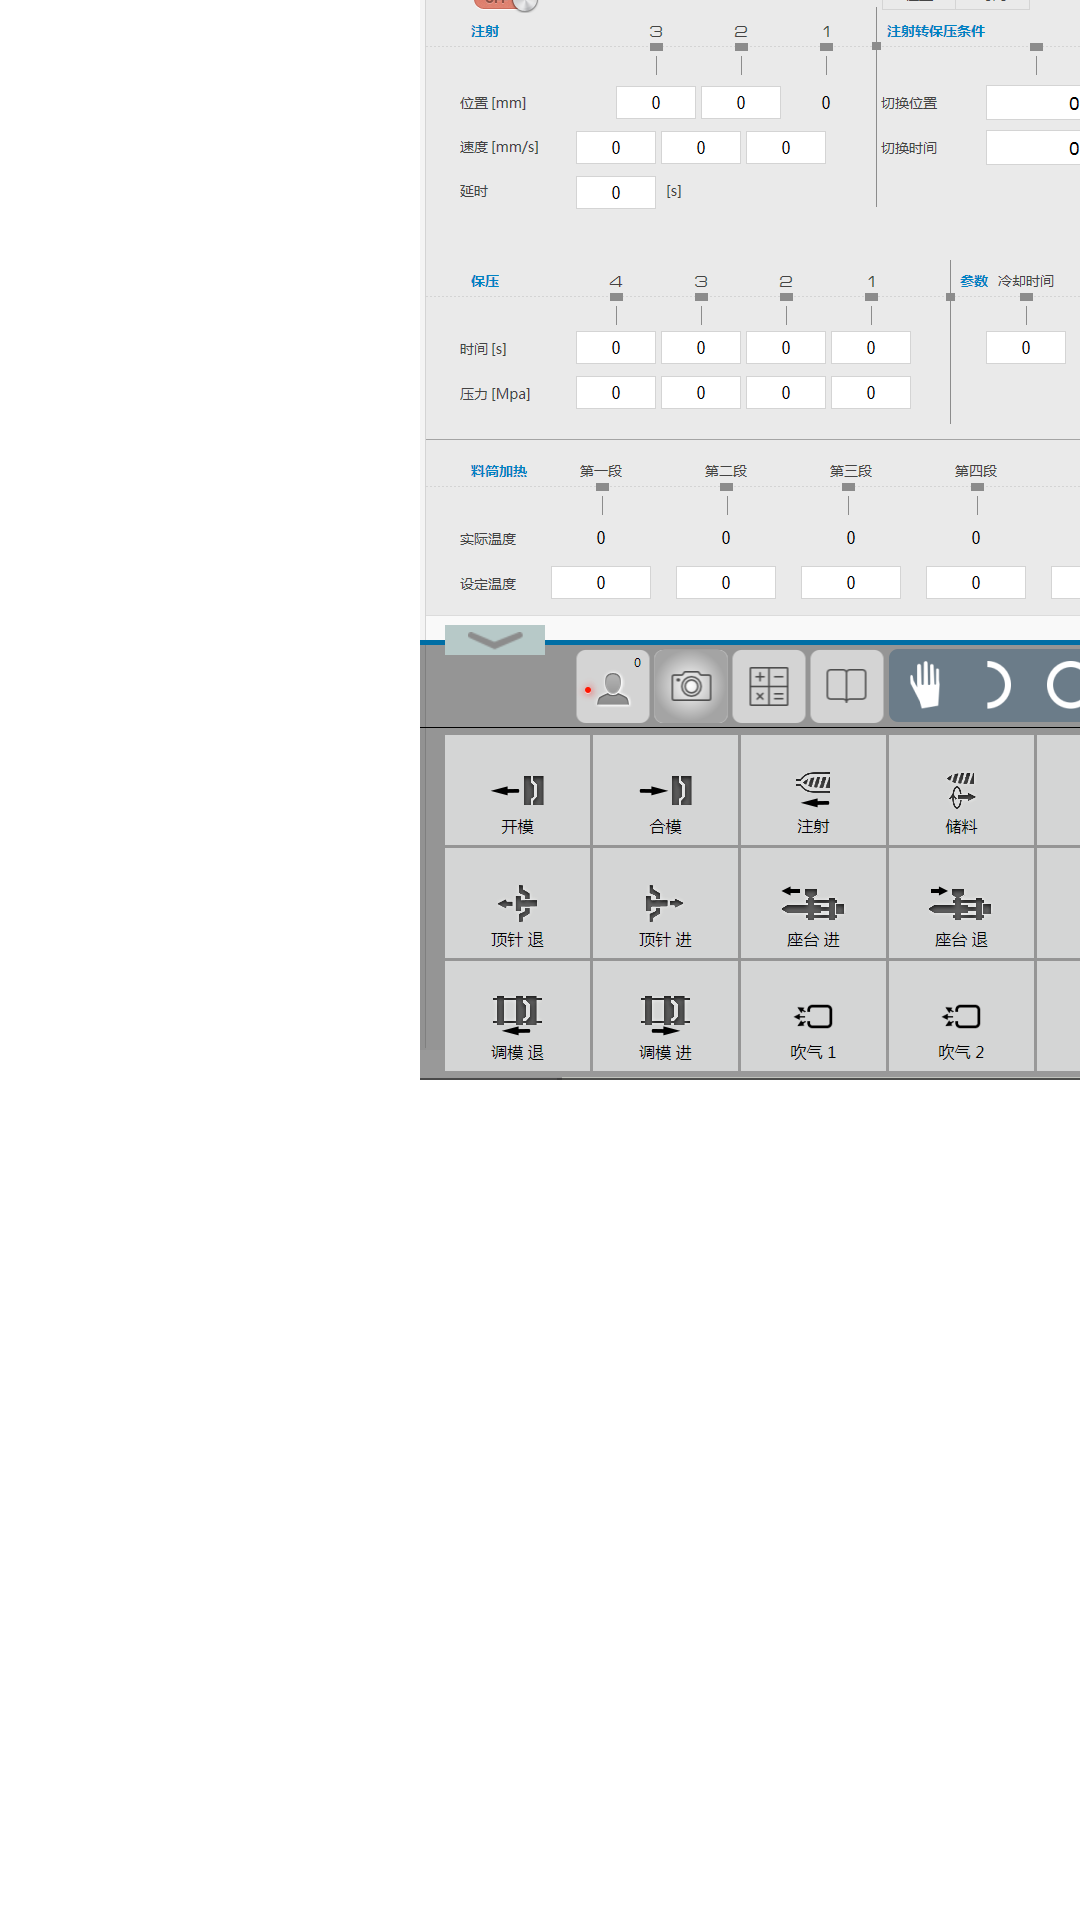 注射 3 2 1 注射转保压条件
位置 [mm] 0 0 0 切换位置 0
速度 [mm/s] 0 0 0 切换时间 0
延时 0 [s]
保压 4 3 2 1 参数 冷却时间
时间 [s] 0 0 0 0 0
压力 [Mpa] 0 0 0 0
料筒加热 第一段 第二段 第三段 第四段
实际温度 0 0 0 0
设定温度 0 0 0 0
0
开模 合模 注射 储料
顶针 退 顶针 进 座台 进 座台 退
调模 退 调模 进 吹气 1 吹气 2